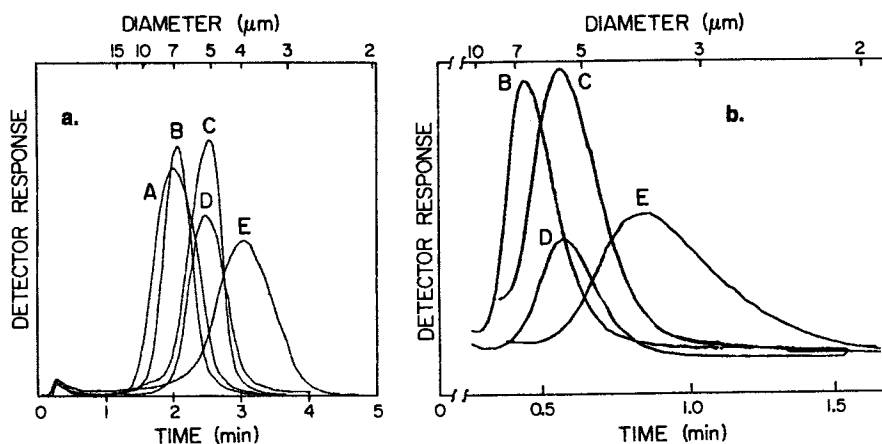 DIAMETER (μm)
15 10 7 5 4 3 2
a.
A
B
C
D
E
DETECTOR RESPONSE
0 1 2 3 4 5
TIME (min)
DIAMETER (μm)
10 7 5 3 2
b.
B
C
D
E
DETECTOR RESPONSE
0 0.5 1.0 1.5
TIME (min)